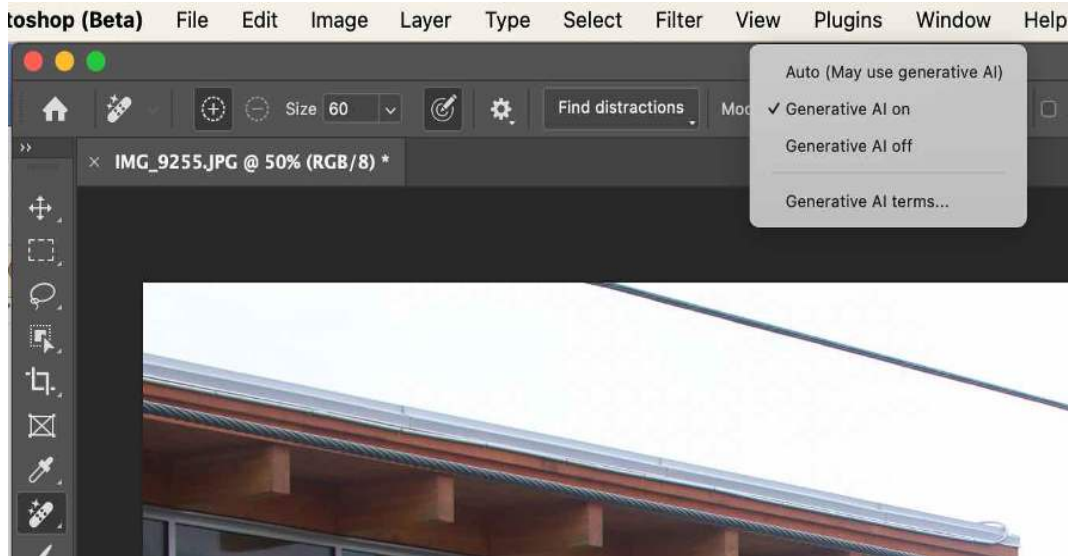 toshop (Beta) File Edit Image Layer Type Select Filter View Plugins Window Help
Size 60 Find distractions Mod
Auto (May use generative AI)
✓ Generative AI on
Generative AI off
Generative AI terms...
× IMG_9255.JPG @ 50% (RGB/8) *